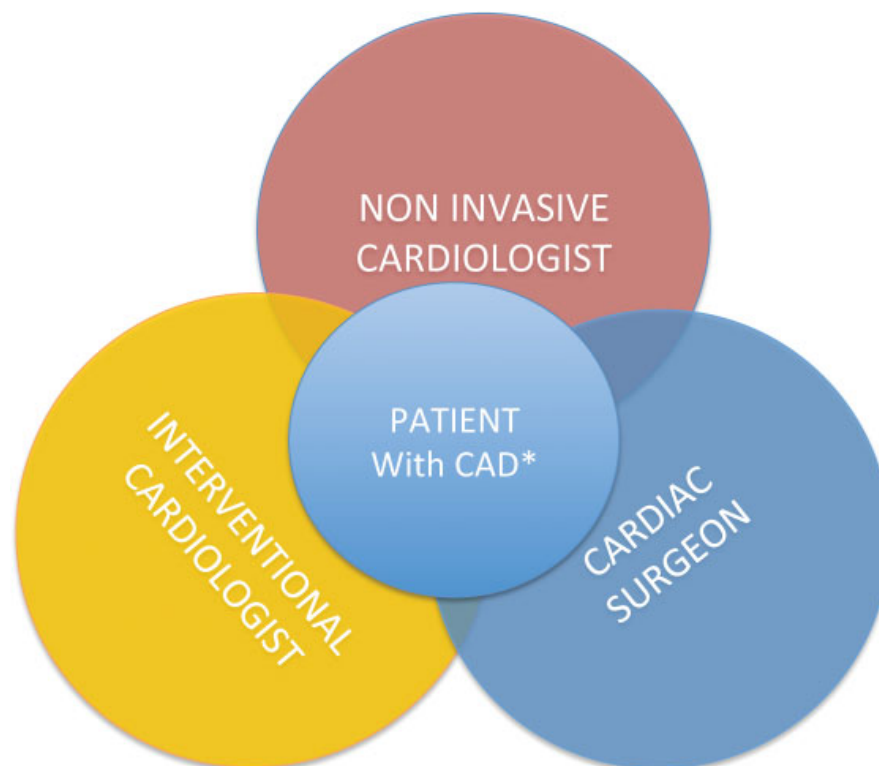 NON INVASIVE
CARDIOLOGIST
PATIENT
With CAD*
INTERVENTIONAL
CARDIOLOGIST
CARDIAC
SURGEON